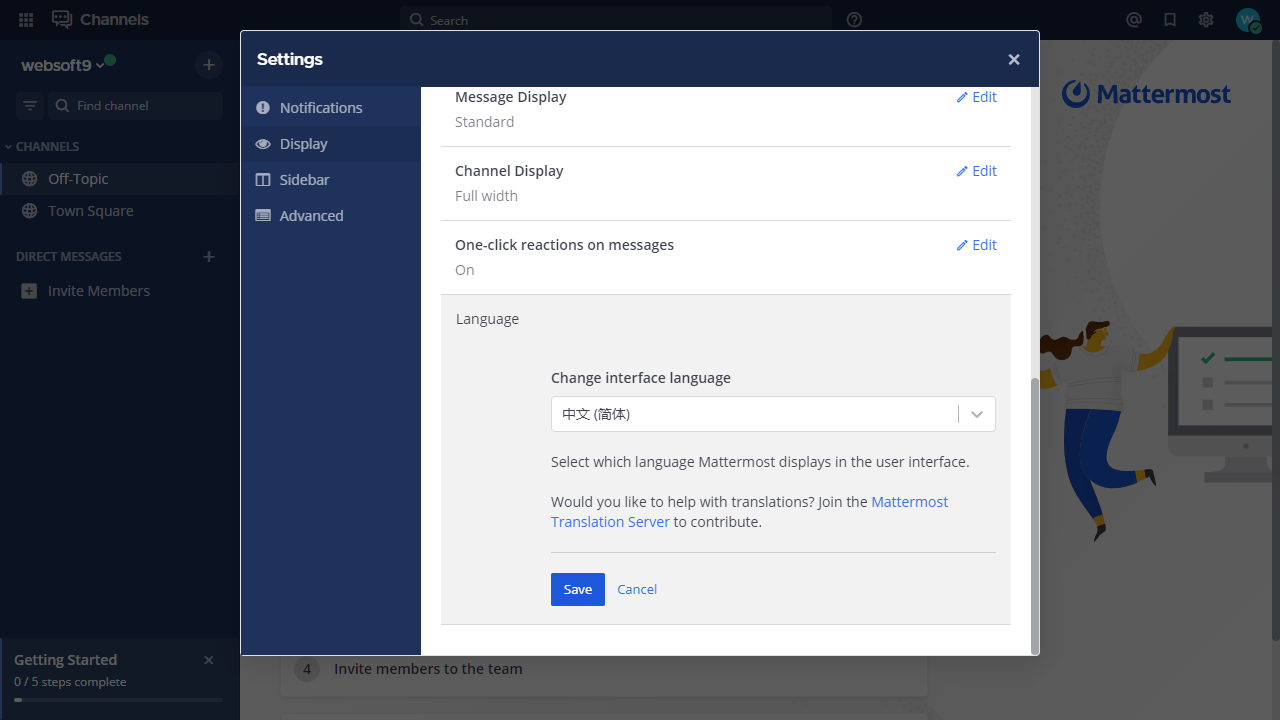 Channels
Search
W
Settings
websoft9
Find channel
CHANNELS
Off-Topic
Town Square
DIRECT MESSAGES
Invite Members
Getting Started
0 / 5 steps complete
Notifications
Display
Sidebar
Advanced
Message Display
Edit
Standard
Channel Display
Edit
Full width
One-click reactions on messages
Edit
On
Language
Change interface language
中文 (简体)
Select which language Mattermost displays in the user interface.
Would you like to help with translations? Join the Mattermost
Translation Server to contribute.
Save
Cancel
Mattermost
4
Invite members to the team